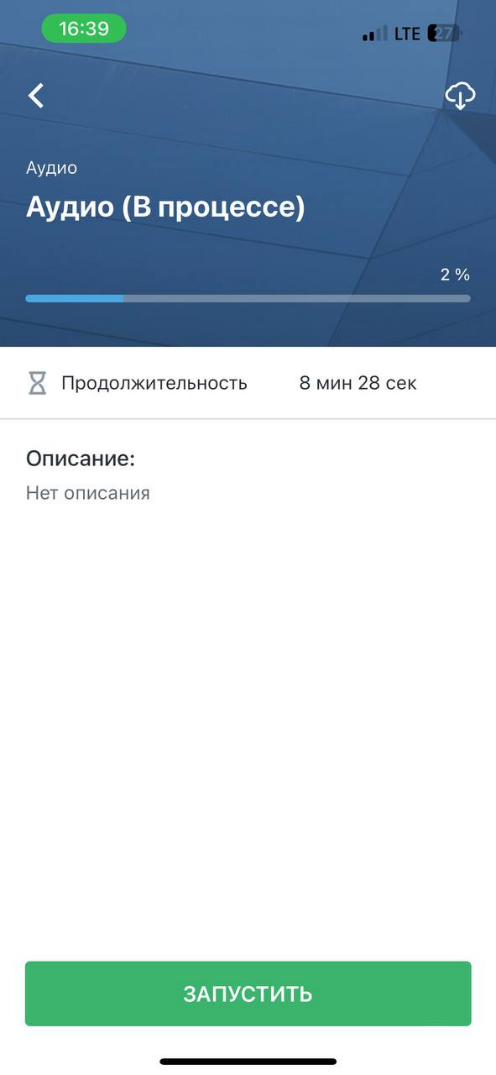 16:39
LTE 27
Аудио
Аудио (В процессе)
2 %
Продолжительность 8 мин 28 сек
Описание:
Нет описания
ЗАПУСТИТЬ